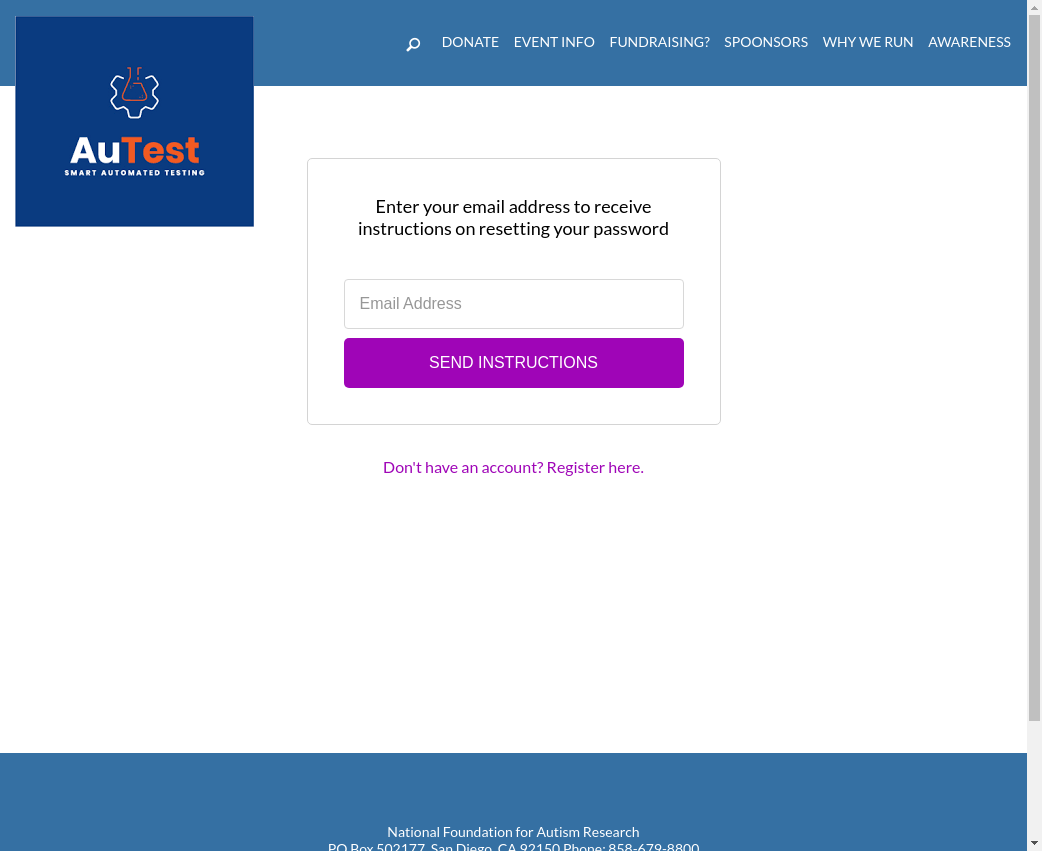 DONATE EVENT INFO FUNDRAISING? SPOONSORS WHY WE RUN AWARENESS
AuTest
SMART AUTOMATED TESTING
Enter your email address to receive
instructions on resetting your password
Email Address
SEND INSTRUCTIONS
Don't have an account? Register here.
National Foundation for Autism Research
PO Box 502177, San Diego, CA 92150 Phone: 858-679-8800